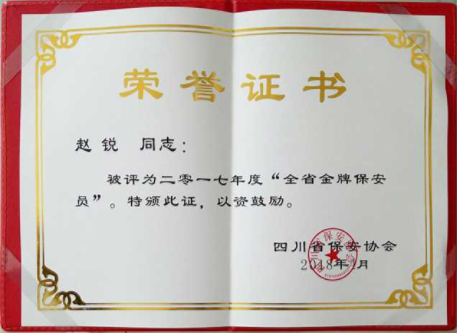 荣誉证书
赵锐 同志：
被评为二零一七年度“全省金牌保安
员”。特颁此证，以资鼓励。
四川省保安协会
2018年 月